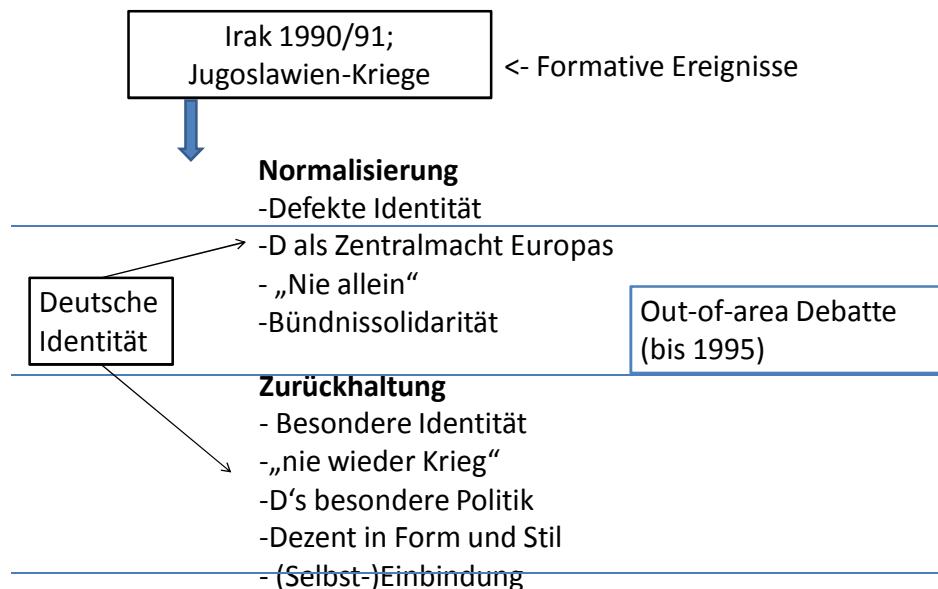 Irak 1990/91;
Jugoslawien-Kriege
<- Formative Ereignisse
Normalisierung
-Defekte Identität
-D als Zentralmacht Europas
- „Nie allein“
-Bündnissolidarität
Deutsche
Identität
Out-of-area Debatte
(bis 1995)
Zurückhaltung
- Besondere Identität
-„nie wieder Krieg“
-D‘s besondere Politik
-Dezent in Form und Stil
- (Selbst-)Einbindung